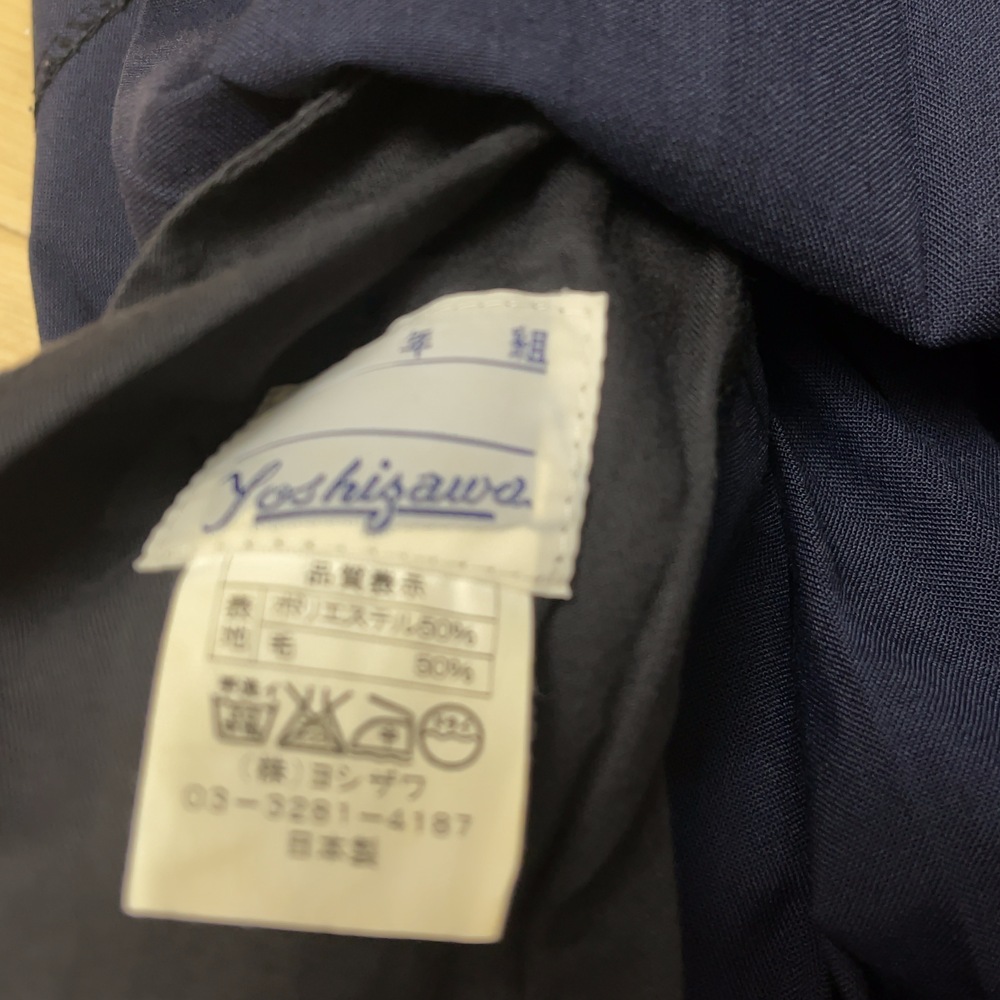 年 組
Yoshizawa
品質表示
表地 ポリエステル50%
毛 50%
(株)ヨシザワ
03-3281-4187
日本製